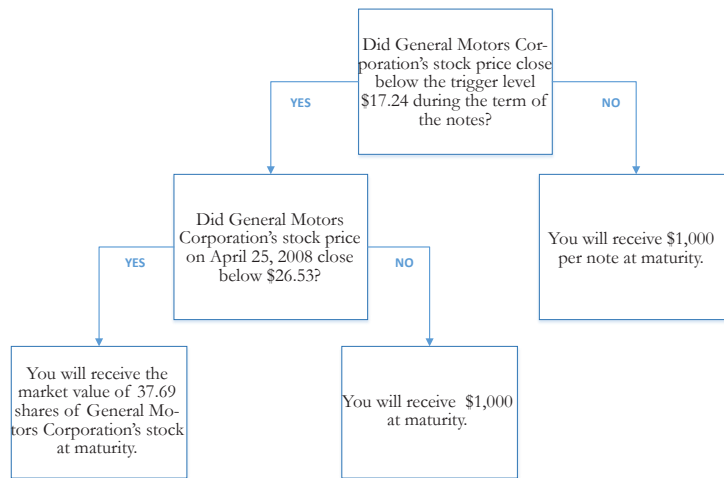 Did General Motors Cor-
poration's stock price close
below the trigger level
$17.24 during the term of
the notes?
YES
NO
Did General Motors
Corporation's stock price
on April 25, 2008 close
below $26.53?
You will receive $1,000
per note at maturity.
YES
NO
You will receive the
market value of 37.69
shares of General Mo-
tors Corporation's stock
at maturity.
You will receive $1,000
at maturity.